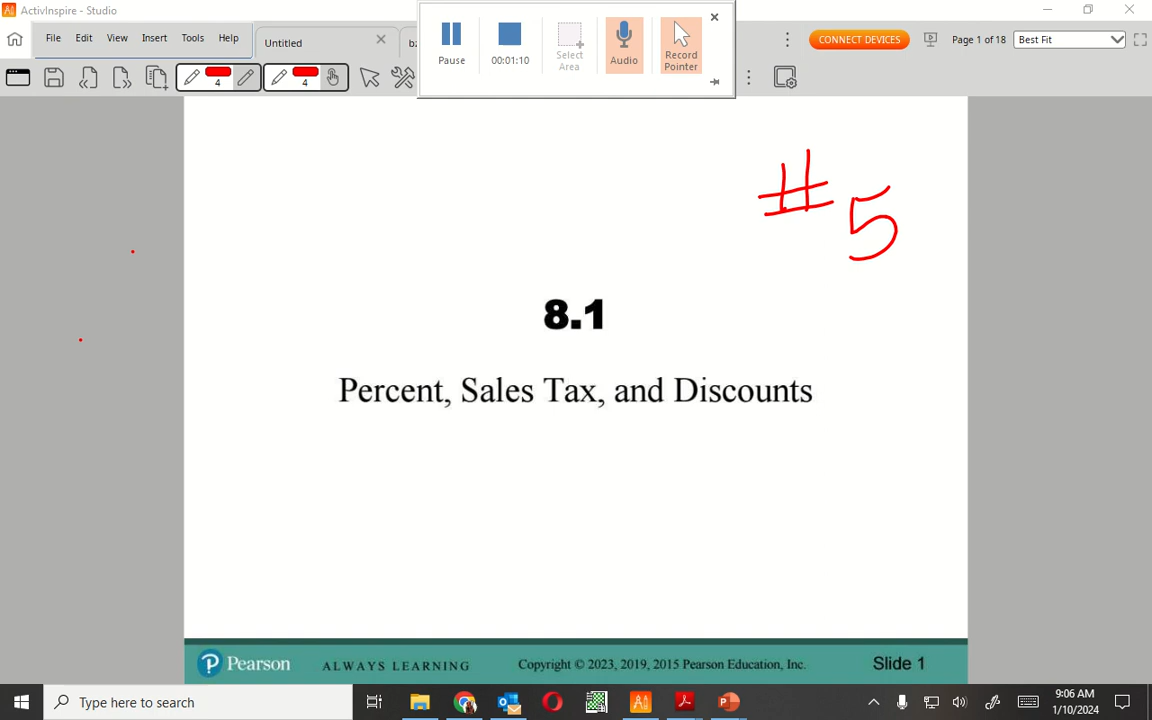 ActivInspire - Studio
File Edit View Insert Tools Help
Untitled
Pause
00:01:10
Select Area
Audio
Record Pointer
CONNECT DEVICES
Page 1 of 18
Best Fit
4
4
#5
8.1
Percent, Sales Tax, and Discounts
Pearson
ALWAYS LEARNING
Copyright © 2023, 2019, 2015 Pearson Education, Inc.
Slide 1
Type here to search
9:06 AM
1/10/2024